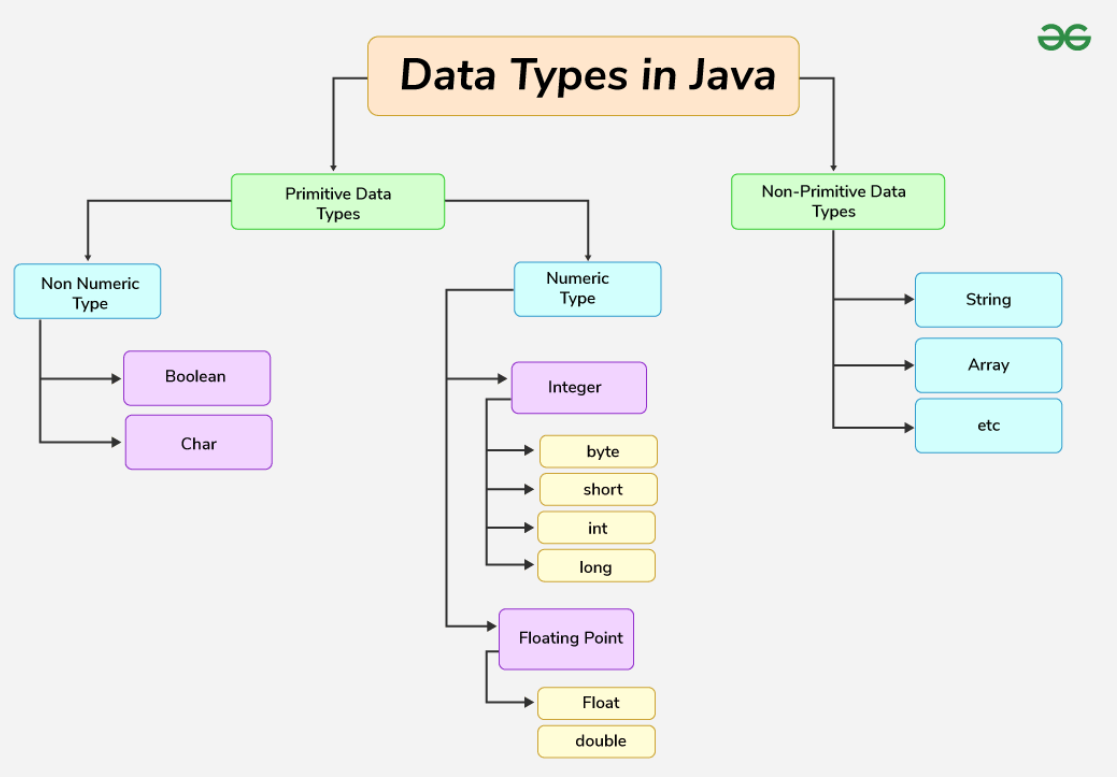 Data Types in Java
Primitive Data
Types
Non-Primitive Data
Types
Non Numeric
Type
Boolean
Char
Numeric
Type
Integer
byte
short
int
long
Floating Point
Float
double
String
Array
etc